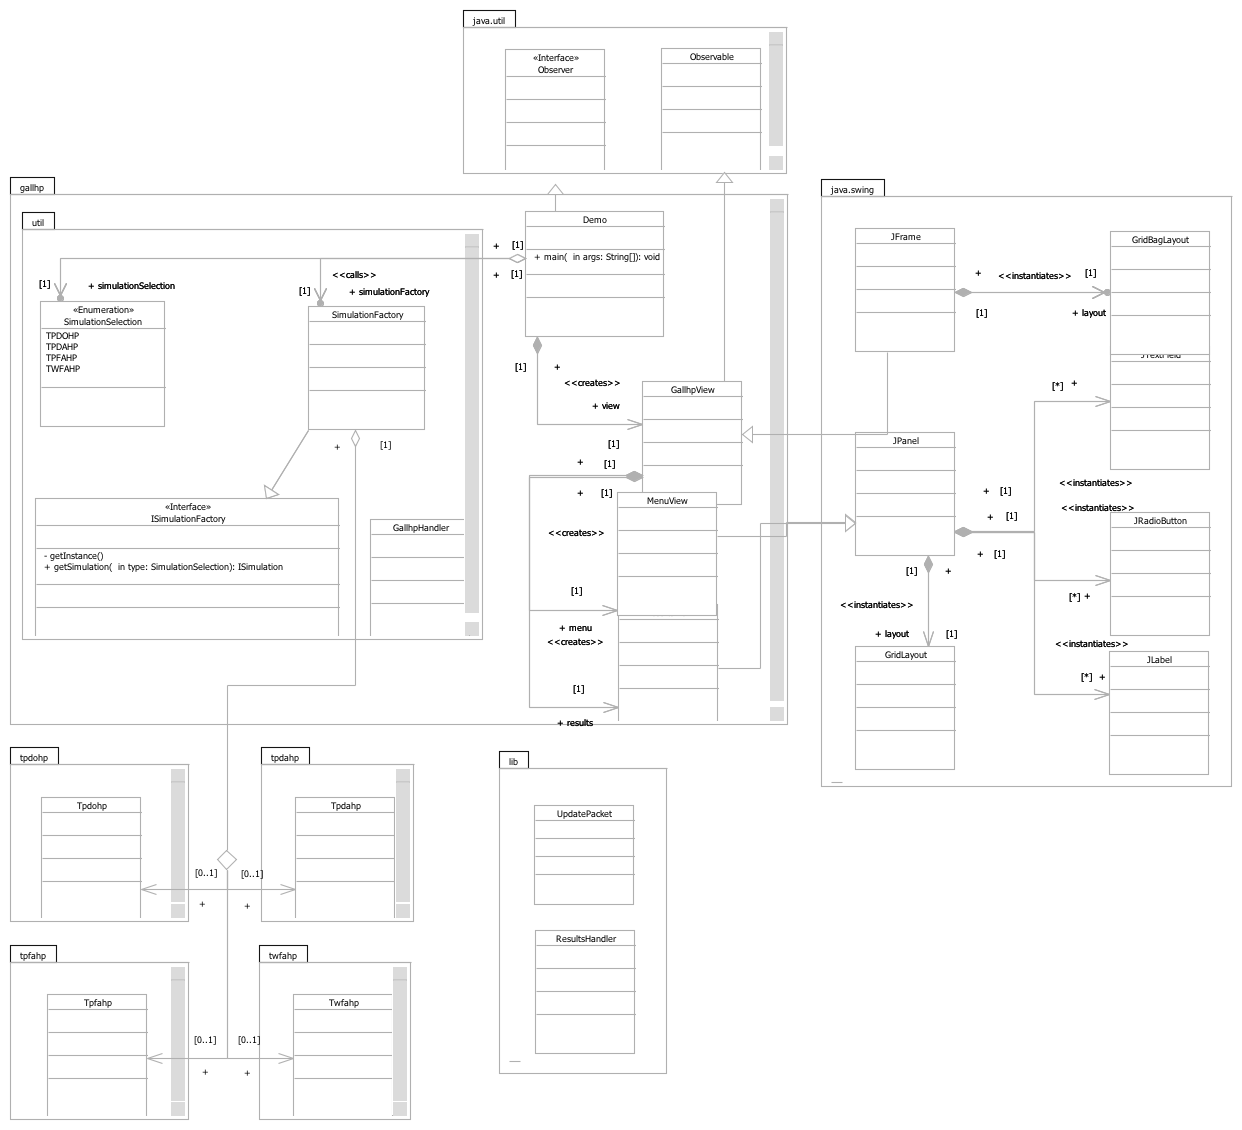 java.util
«Interface»
Observer
Observable
gallhp
util
Demo
+ main(  in args: String[]): void
+ [1]
+ [1]
<<calls>>
[1] + simulationSelection
[1] + simulationFactory
«Enumeration»
SimulationSelection
TPDOHP
TPDAHP
TPFAHP
TWFAHP
SimulationFactory
+ [1]
[1] +
<<creates>>
+ view
[1]
GallhpView
+ [1]
+ [1]
MenuView
<<creates>>
[1]
+ menu
<<creates>>
[1]
+ results
«Interface»
ISimulationFactory
- getInstance()
+ getSimulation(  in type: SimulationSelection): ISimulation
GallhpHandler
java.swing
JFrame
GridBagLayout
+ <<instantiates>> [1]
[1] + layout
JTextField
[*] +
JPanel
<<instantiates>>
+ [1]
<<instantiates>>
+ [1]
JRadioButton
+ [1]
[1] +
<<instantiates>>
[*] +
+ layout [1]
<<instantiates>>
GridLayout
JLabel
[*] +
tpdohp
Tpdohp
tpdahp
Tpdahp
[0..1] [0..1]
+ +
tpfahp
Tpfahp
twfahp
Twfahp
[0..1] [0..1]
+ +
lib
UpdatePacket
ResultsHandler